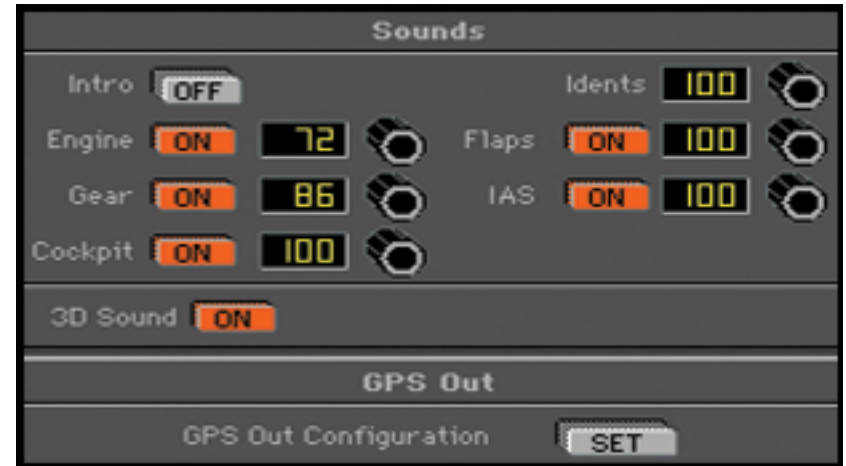 Sounds
Intro OFF Idents 100
Engine ON 72 Flaps ON 100
Gear ON 86 IAS ON 100
Cockpit ON 100
3D Sound ON
GPS Out
GPS Out Configuration SET